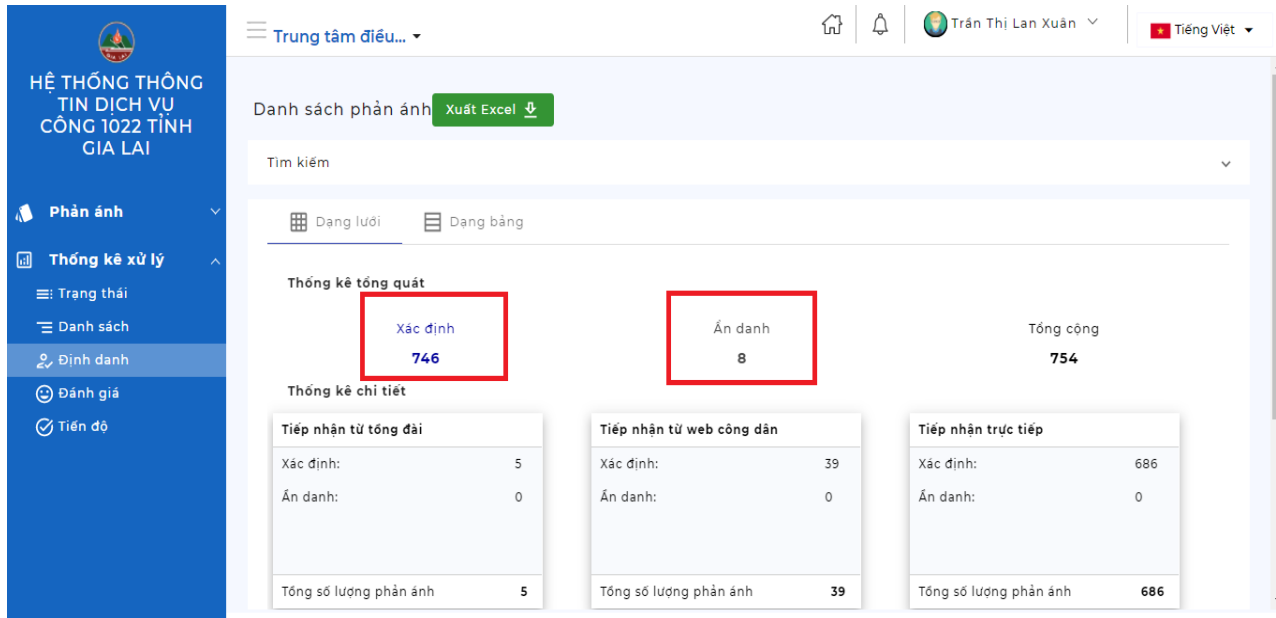 GIA LAI
HỆ THỐNG THÔNG
TIN DỊCH VỤ
CÔNG 1022 TỈNH
GIA LAI
Phản ánh
Thống kê xử lý
Trạng thái
Danh sách
Định danh
Đánh giá
Tiến độ
Trung tâm điều...
Trần Thị Lan Xuân
Tiếng Việt
Danh sách phản ánh
Xuất Excel
Tìm kiếm
Dạng lưới
Dạng bảng
Thống kê tổng quát
Xác định
746
Ẩn danh
8
Tổng cộng
754
Thống kê chi tiết
Tiếp nhận từ tổng đài
Xác định: 5
Ẩn danh: 0
Tổng số lượng phản ánh 5
Tiếp nhận từ web công dân
Xác định: 39
Ẩn danh: 0
Tổng số lượng phản ánh 39
Tiếp nhận trực tiếp
Xác định: 686
Ẩn danh: 0
Tổng số lượng phản ánh 686